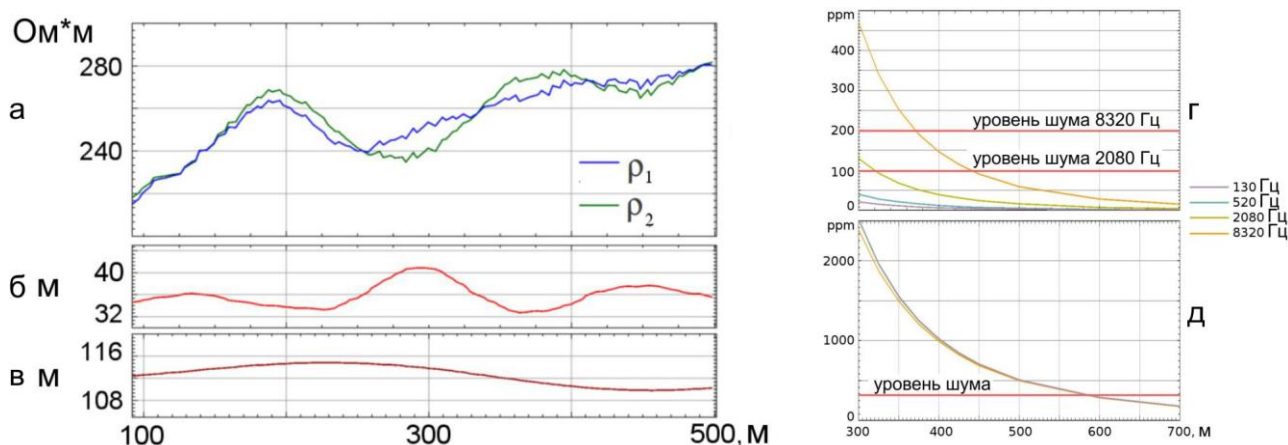 Ом*м
280
а
240
ρ₁
ρ₂
40
б м
32
116
в м
108
100
300
500, м
ppm
400
300
200
100
0
уровень шума 8320 Гц
уровень шума 2080 Гц
г
130 Гц
520 Гц
2080 Гц
8320 Гц
ppm
2000
1000
0
уровень шума
д
300
400
500
600
700, м